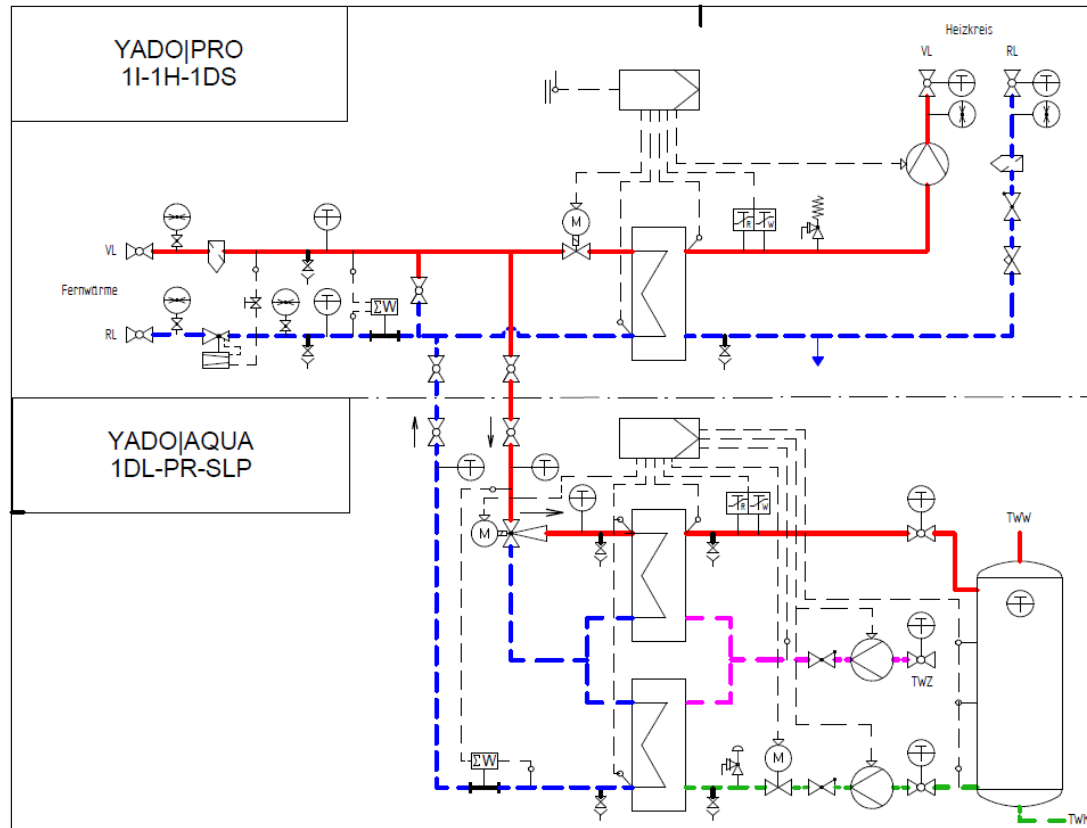 YADO|PRO
1I-1H-1DS
Heizkreis
VL
RL
T
T
M
R
W
T
VL
Fernwärme
T
ΣW
RL
YADO|AQUA
1DL-PR-SLP
T
T
T
M
R
W
T
TWW
T
T
TWZ
ΣW
M
T
TWK